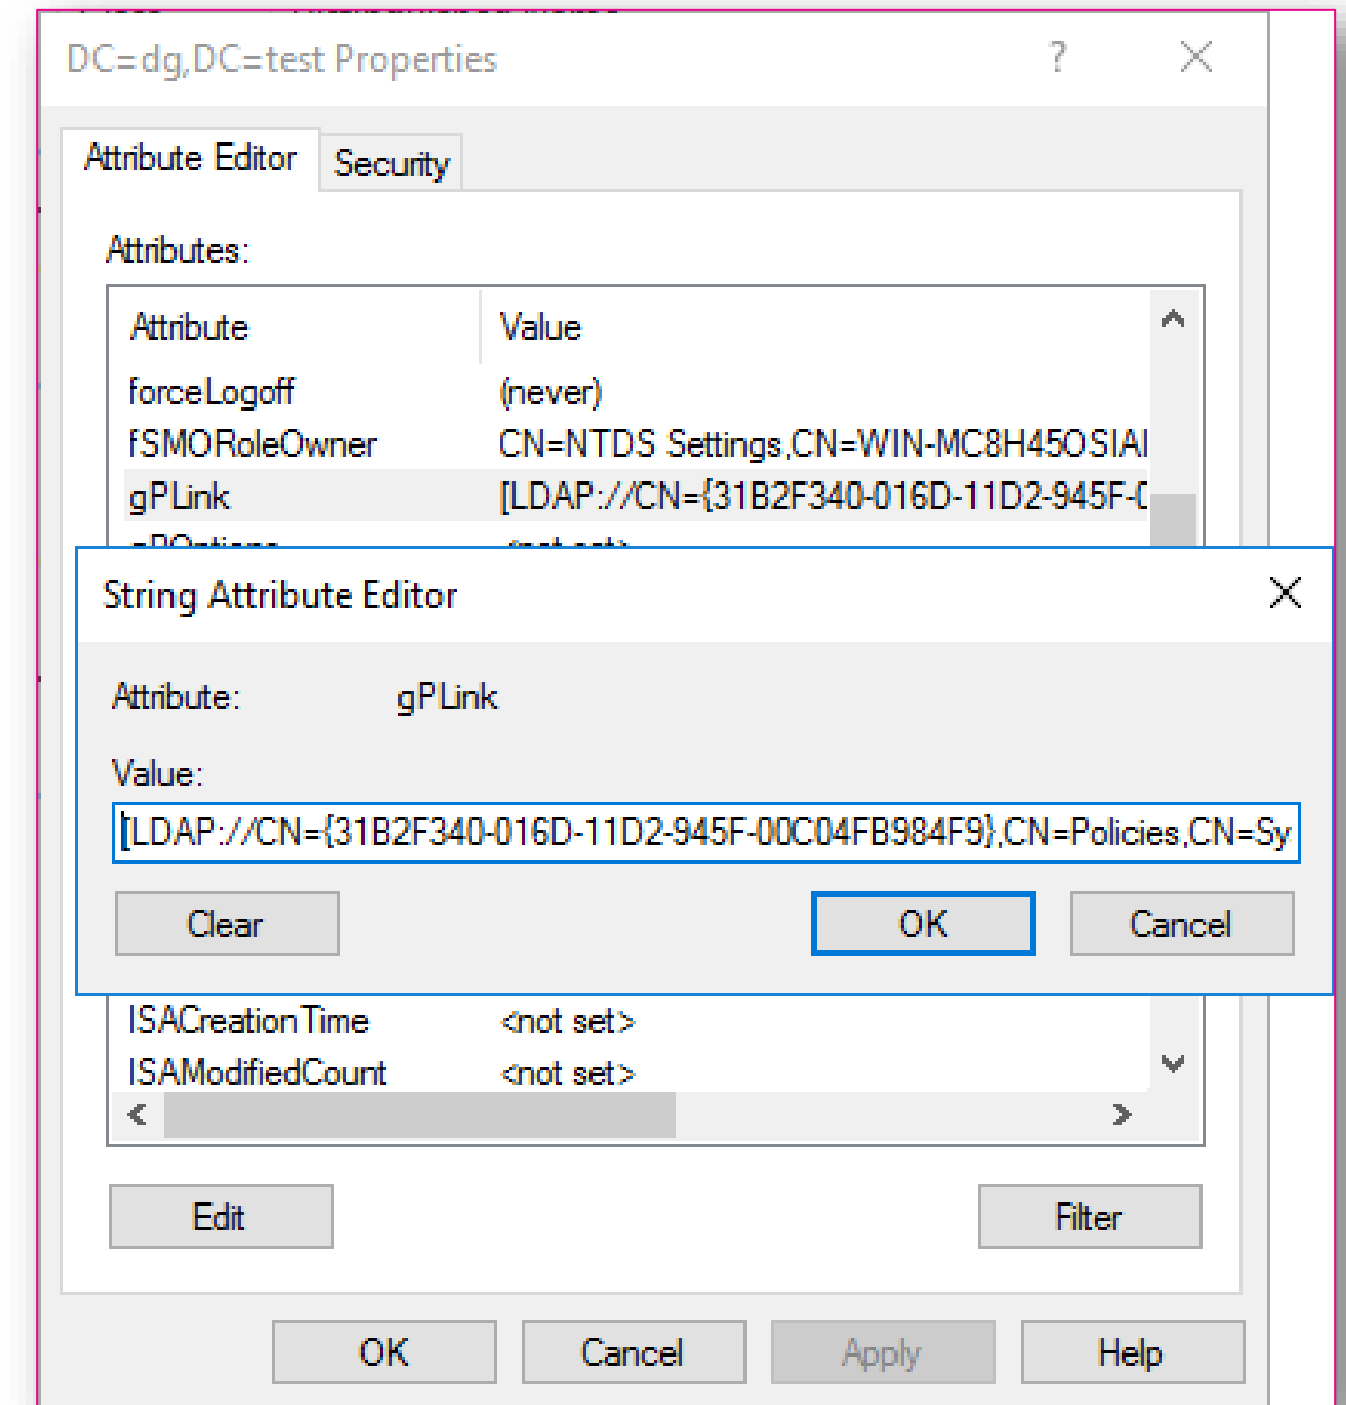 DC=dg,DC=test Properties ?
Attribute Editor Security
Attributes:
Attribute Value
forceLogoff (never)
fSMORoleOwner CN=NTDS Settings,CN=WIN-MC8H45OSIAI
gPLink [LDAP://CN={31B2F340-016D-11D2-945F-0
String Attribute Editor
Attribute: gPLink
Value:
[LDAP://CN={31B2F340-016D-11D2-945F-00C04FB984F9},CN=Policies,CN=Sy
Clear OK Cancel
lSACreationTime <not set>
lSAModifiedCount <not set>
Edit Filter
OK Cancel Apply Help